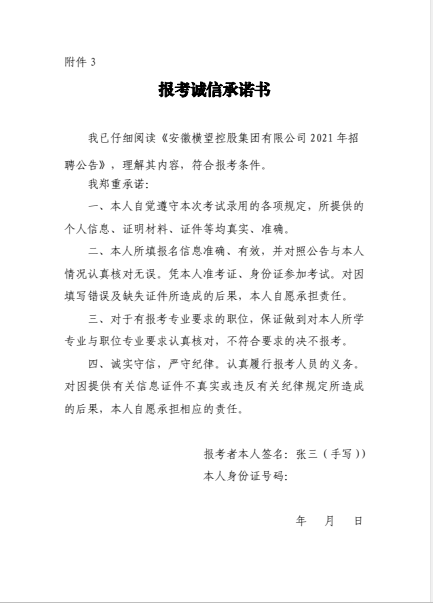 附件 3
报考诚信承诺书
我已仔细阅读《安徽横望控股集团有限公司 2021 年招
聘公告》，理解其内容，符合报考条件。
我郑重承诺：
一、本人自觉遵守本次考试录用的各项规定，所提供的
个人信息、证明材料、证件等均真实、准确。
二、本人所填报名信息准确、有效，并对照公告与本人
情况认真核对无误。凭本人准考证、身份证参加考试。对因
填写错误及缺失证件所造成的后果，本人自愿承担责任。
三、对于有报考专业要求的职位，保证做到对本人所学
专业与职位专业要求认真核对，不符合要求的决不报考。
四、诚实守信，严守纪律。认真履行报考人员的义务。
对因提供有关信息证件不真实或违反有关纪律规定所造成
的后果，本人自愿承担相应的责任。
报考者本人签名：张三（手写））
本人身份证号码：
年 月 日